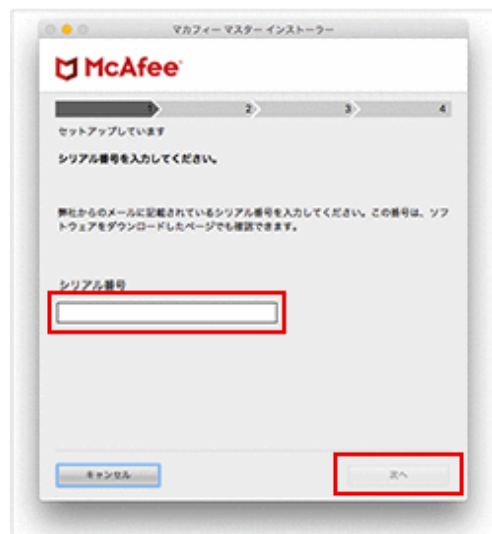 マカフィー マスター インストーラー
McAfee
1 2 3 4
セットアップしています
シリアル番号を入力してください。
弊社からのメールに記載されているシリアル番号を入力してください。この番号は、ソフ
トウェアをダウンロードしたページでも確認できます。
シリアル番号
キャンセル 次へ